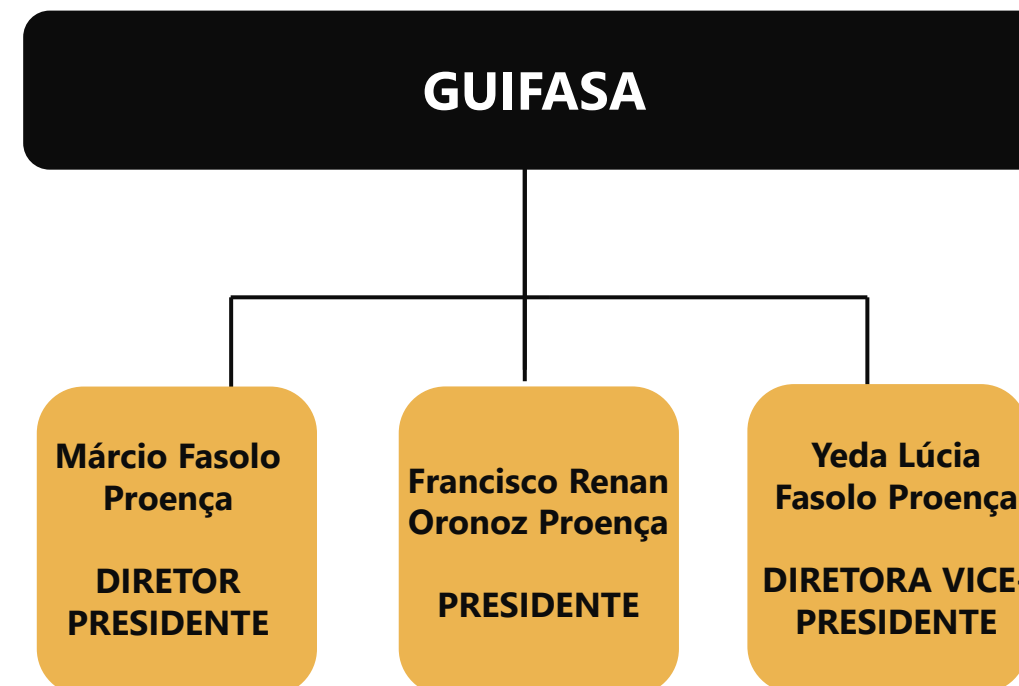 GUIFASA
Márcio Fasolo
Proença
DIRETOR
PRESIDENTE
Francisco Renan
Oronoz Proença
PRESIDENTE
Yeda Lúcia
Fasolo Proença
DIRETORA VICE-
PRESIDENTE